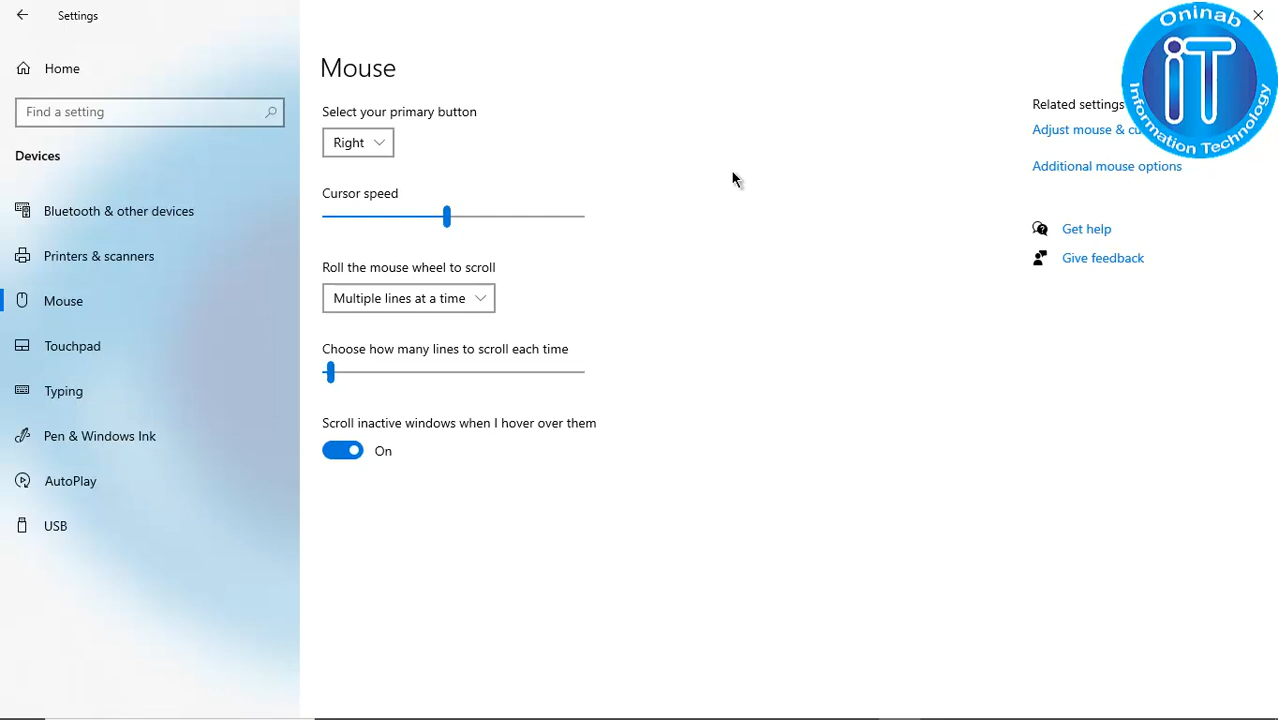 Settings
Home
Find a setting
Devices
Bluetooth & other devices
Printers & scanners
Mouse
Touchpad
Typing
Pen & Windows Ink
AutoPlay
USB
Mouse
Select your primary button
Right
Cursor speed
Roll the mouse wheel to scroll
Multiple lines at a time
Choose how many lines to scroll each time
Scroll inactive windows when I hover over them
On
Related settings
Adjust mouse &
Additional mouse options
Get help
Give feedback
Oninab
iT
Information Technology